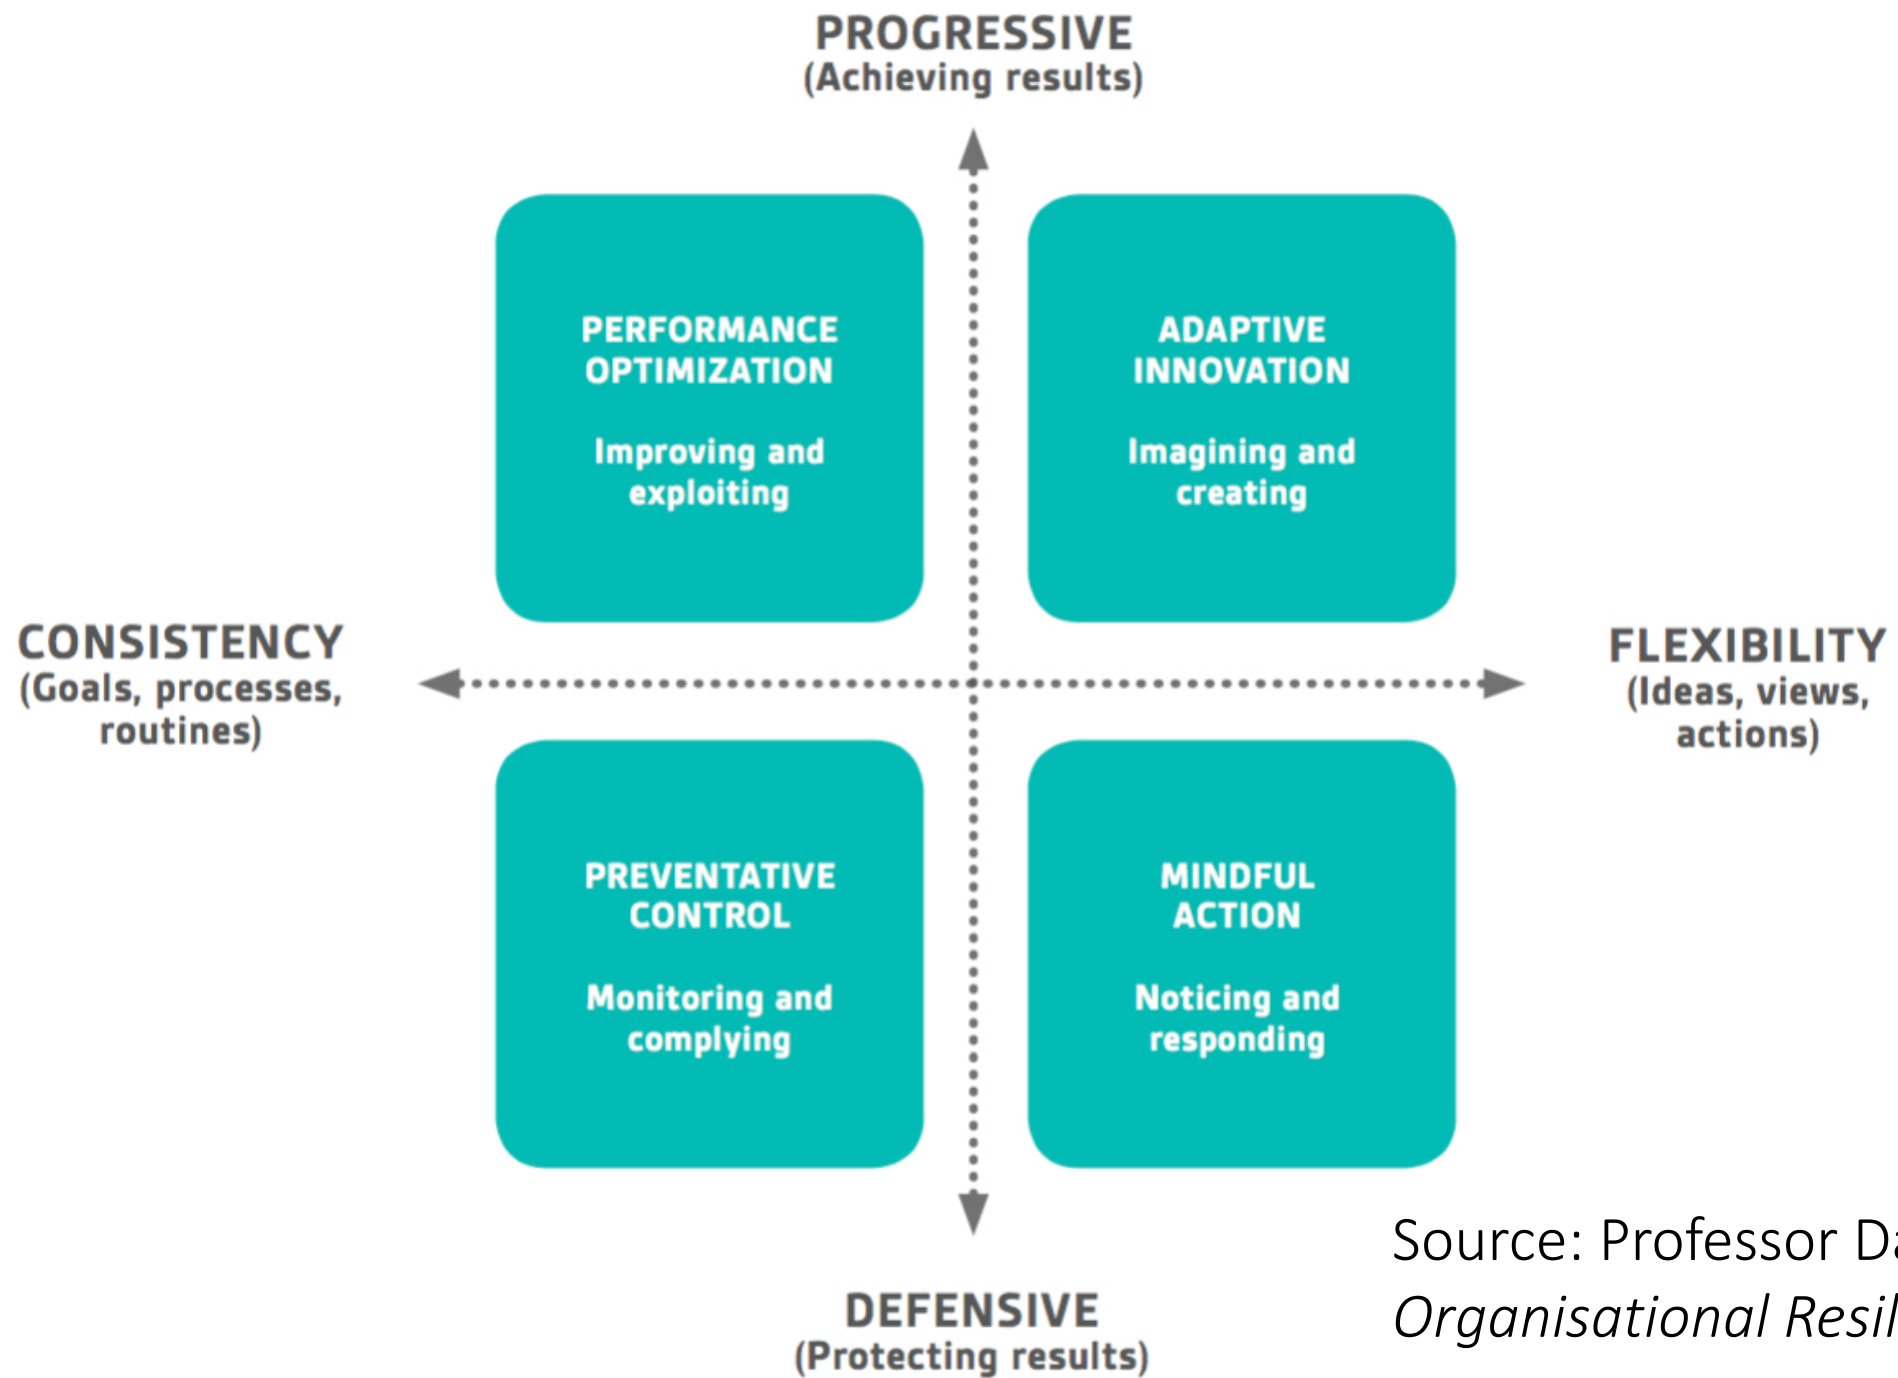 PROGRESSIVE
(Achieving results)
PERFORMANCE
OPTIMIZATION
Improving and
exploiting
ADAPTIVE
INNOVATION
Imagining and
creating
CONSISTENCY
(Goals, processes,
routines)
FLEXIBILITY
(Ideas, views,
actions)
PREVENTATIVE
CONTROL
Monitoring and
complying
MINDFUL
ACTION
Noticing and
responding
DEFENSIVE
(Protecting results)
Source: Professor
Organisational